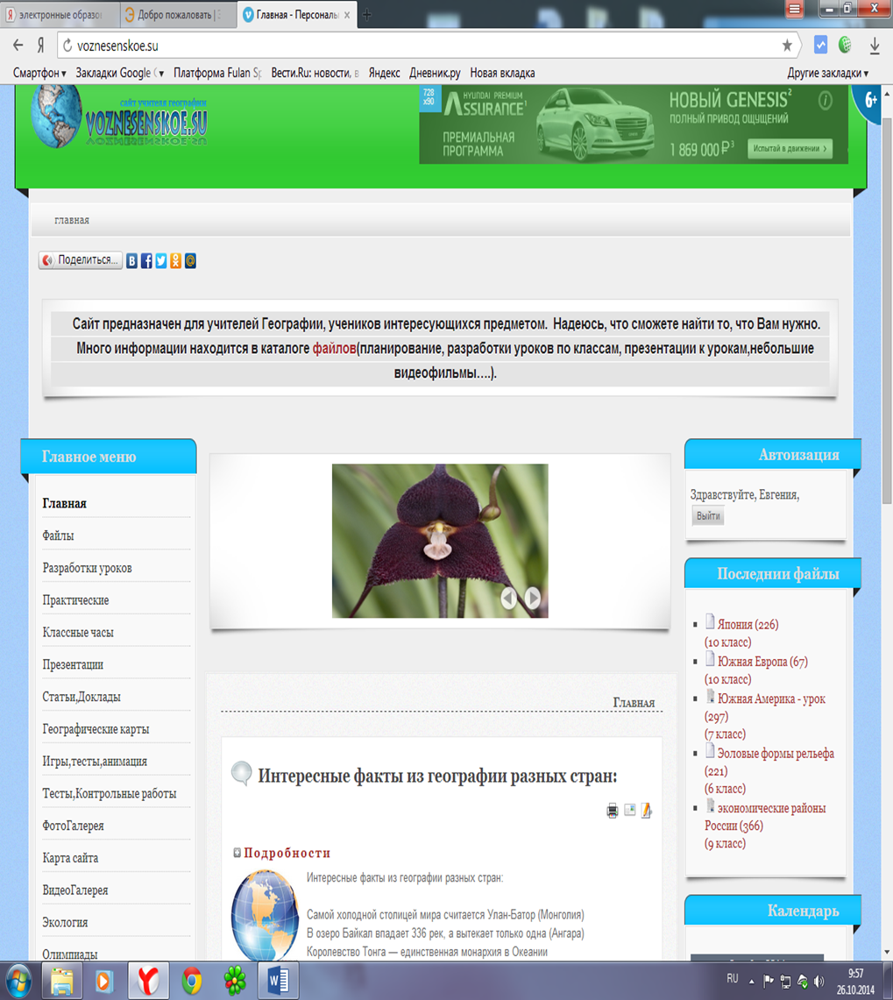 электронные образов
Добро пожаловать | Э
Главная - Персональн
voznesenskoe.su
Смартфон ▾ Закладки Google ( ▾ Платформа Fulan Sp Вести.Ru: новости, в Яндекс Дневник.ру Новая вкладка Другие закладки ▾
сайт учителя географии
VOZNESENSKOE.SU
728
x90
HYUNDAI PREMIUM
ASSURANCE¹
ПРЕМИАЛЬНАЯ
ПРОГРАММА
НОВЫЙ GENESIS²
ПОЛНЫЙ ПРИВОД ОЩУЩЕНИЙ
1 869 000 ₽³
Испытай в движении >
6+
главная
Поделиться...
Сайт предназначен для учителей Географии, учеников интересующихся предметом. Надеюсь, что сможете найти то, что Вам нужно.
Много информации находится в каталоге файлов(планирование, разработки уроков по классам, презентации к урокам,небольшие
видеофильмы….).
Главное меню
Главная
Файлы
Разработки уроков
Практические
Классные часы
Презентации
Статьи,Доклады
Географические карты
Игры,тесты,анимация
Тесты,Контрольные работы
ФотоГалерея
Карта сайта
ВидеоГалерея
Экология
Олимпиады
Главная
Интересные факты из географии разных стран:
Подробности
Интересные факты из географии разных стран:
Самой холодной столицей мира считается Улан-Батор (Монголия)
В озеро Байкал впадает 336 рек, а вытекает только одна (Ангара)
Королевство Тонга — единственная монархия в Океании
Автоизация
Здравствуйте, Евгения,
Выйти
Последнии файлы
Япония (226)
(10 класс)
Южная Европа (67)
(10 класс)
Южная Америка - урок
(297)
(7 класс)
Эоловые формы рельефа
(221)
(6 класс)
экономические районы
России (366)
(9 класс)
Календарь
RU
9:57
26.10.2014